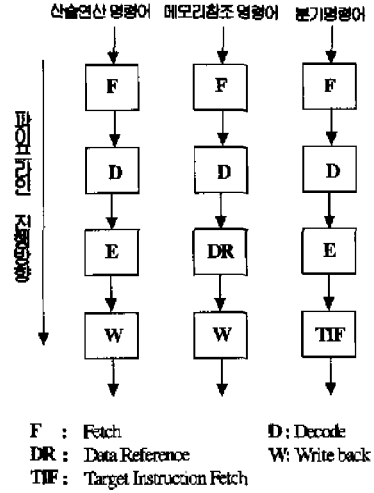 산술연산 명령어 메모리참조 명령어 분기명령어
파이프라인 진행방향
F F F
D D D
E DR E
W W TIF
F : Fetch D : Decode
DR : Data Reference W : Write back
TIF : Target Instruction Fetch